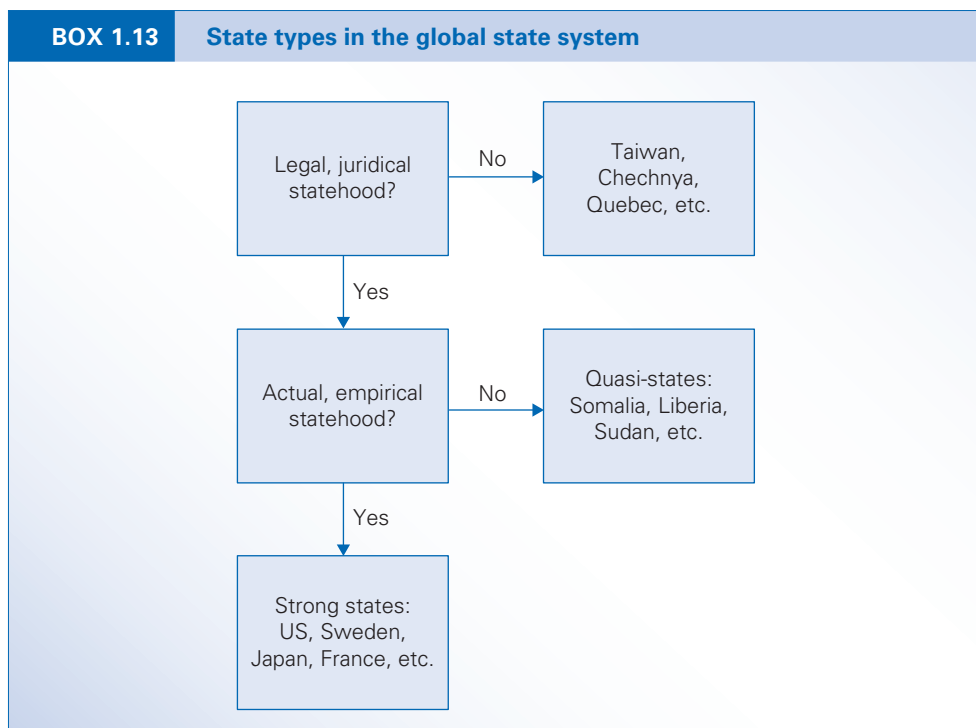 BOX 1.13 State types in the global state system
Legal, juridical
statehood?
No
Taiwan,
Chechnya,
Quebec, etc.
Yes
Actual, empirical
statehood?
No
Quasi-states:
Somalia, Liberia,
Sudan, etc.
Yes
Strong states:
US, Sweden,
Japan, France, etc.